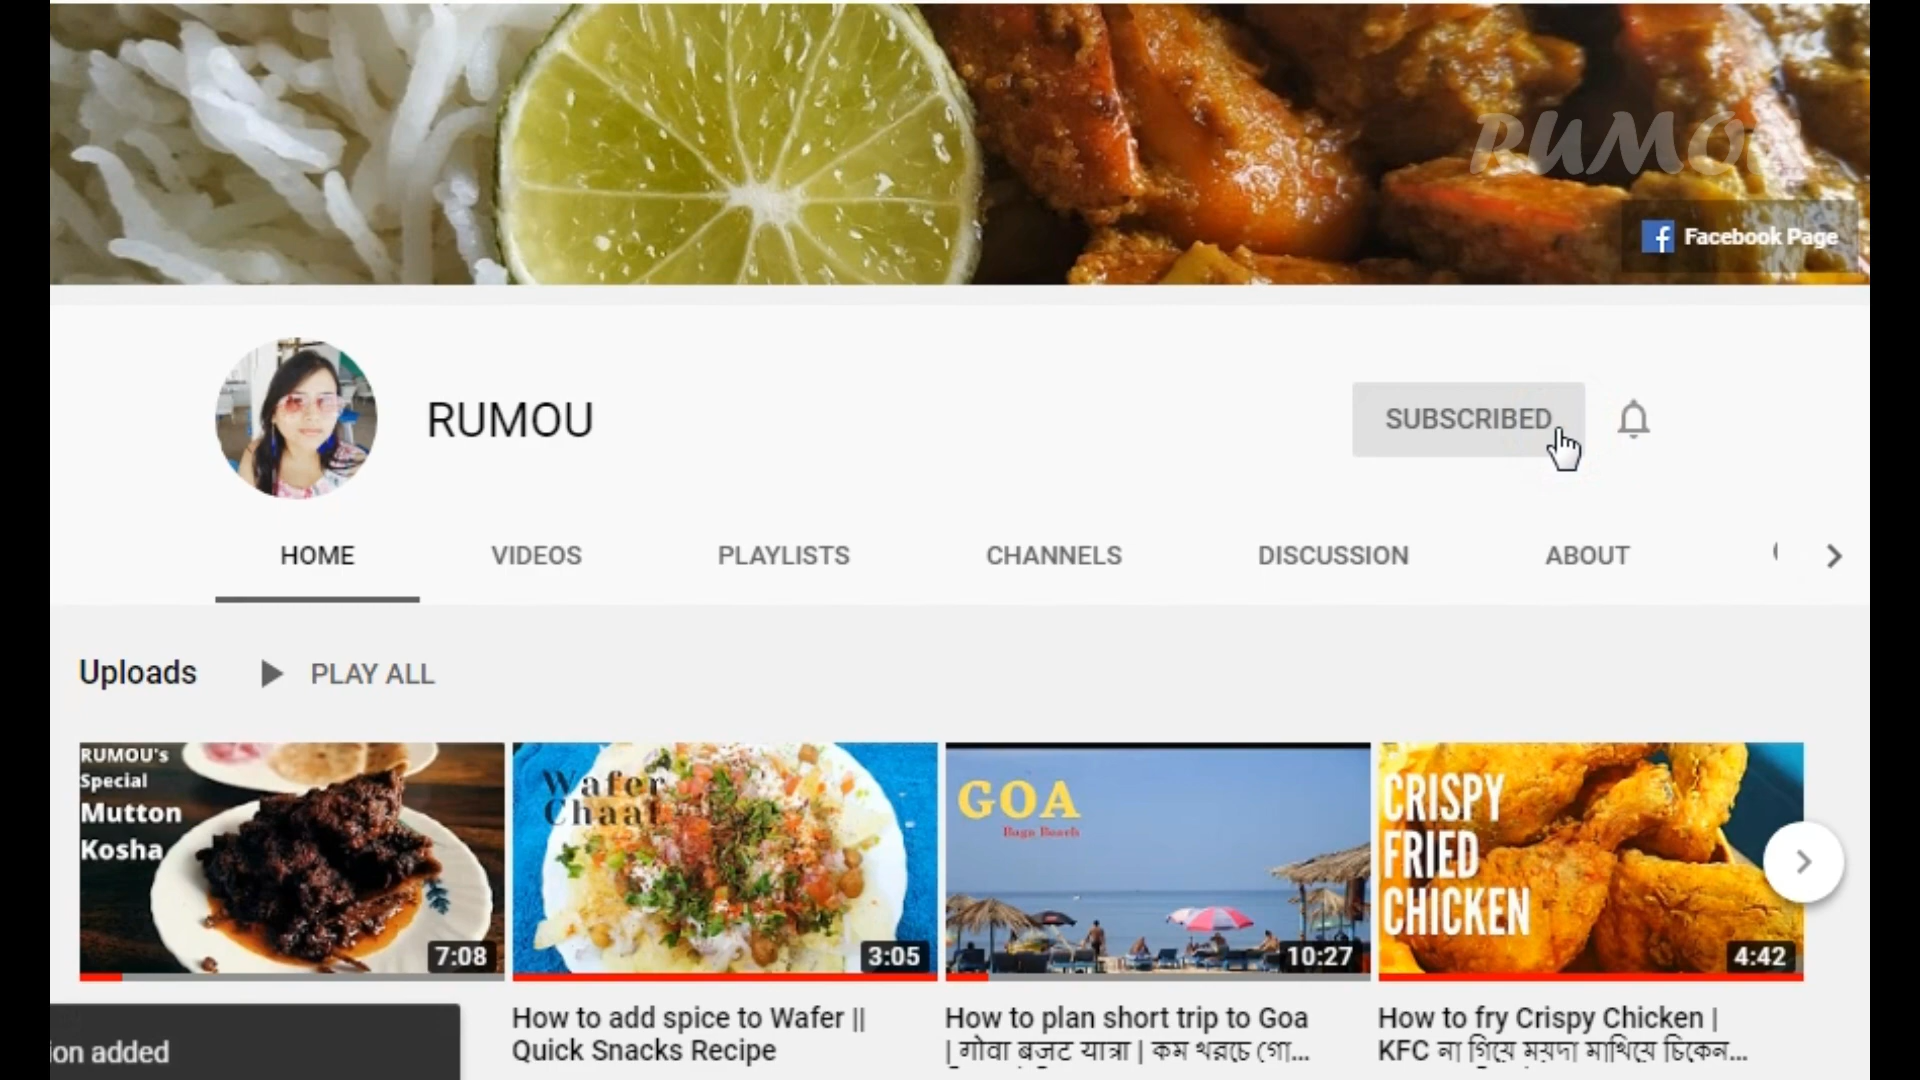 RUMOU
Facebook Page
RUMOU
SUBSCRIBED
HOME VIDEOS PLAYLISTS CHANNELS DISCUSSION ABOUT
Uploads PLAY ALL
RUMOU's
Special
Mutton
Kosha
7:08
Wafer
Chaat
3:05
GOA
Baga Beach
10:27
CRISPY
FRIED
CHICKEN
4:42
ion added
How to add spice to Wafer ||
Quick Snacks Recipe
How to plan short trip to Goa
| गोवा बजट यात्रा | কম খরচে গো...
How to fry Crispy Chicken |
KFC না গিয়ে ময়দা মাখিয়ে চিকেন...